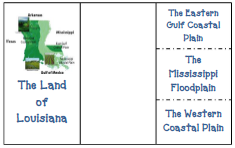 Arkansas
Mississippi
Texas
Gulf of Mexico
The Land
of
Louisiana
The Eastern
Gulf Coastal
Plain
The
Mississippi
Floodplain
The Western
Coastal Plain